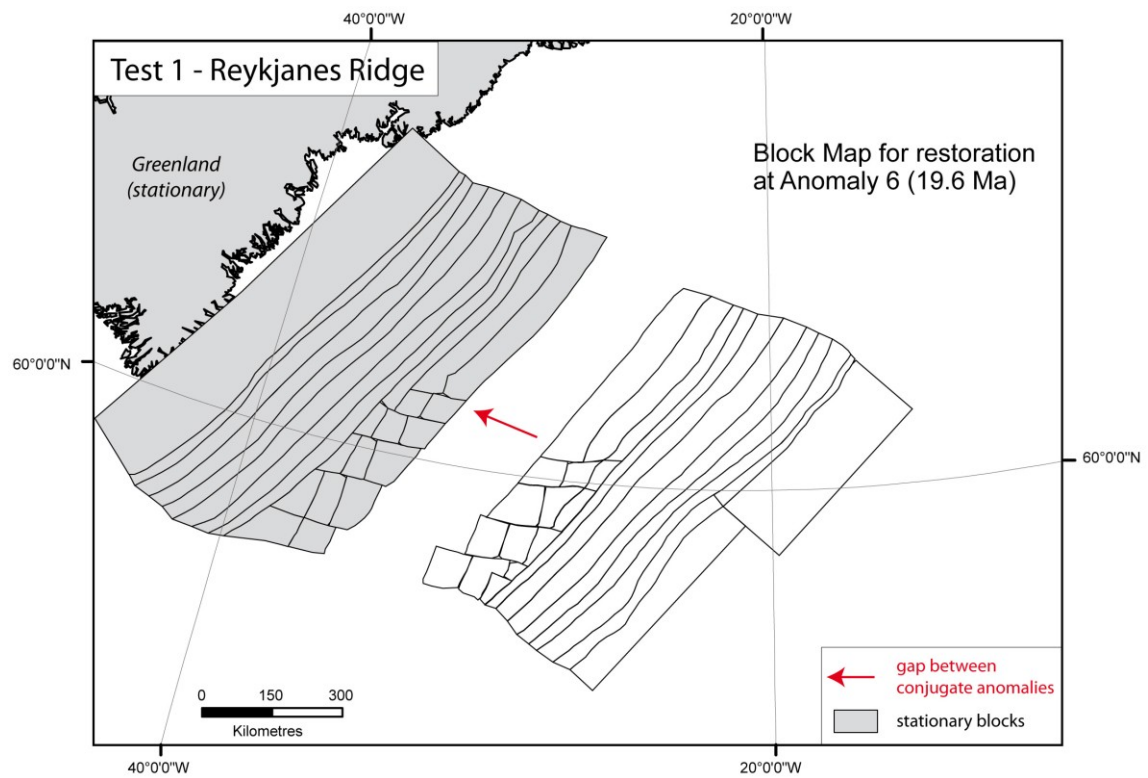 40°0'0"W
20°0'0"W
Test 1 - Reykjanes Ridge
Greenland
(stationary)
Block Map for restoration
at Anomaly 6 (19.6 Ma)
60°0'0"N
60°0'0"N
gap between
conjugate anomalies
stationary blocks
0 150 300
Kilometres
40°0'0"W
20°0'0"W